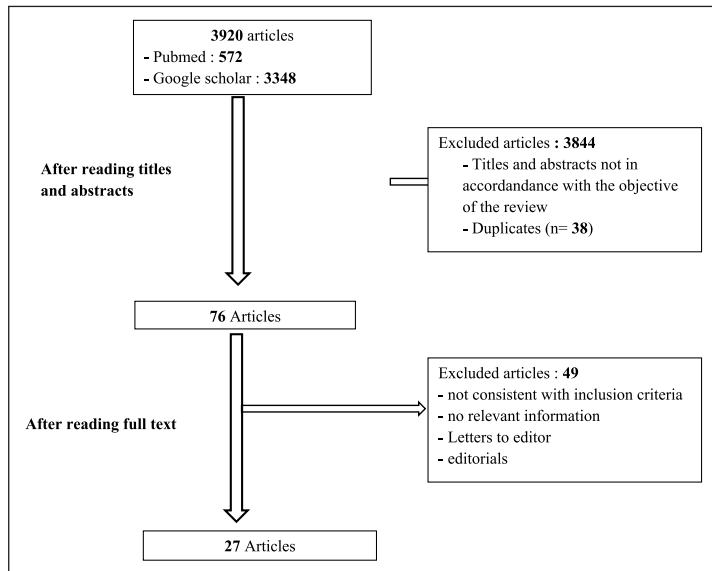 3920 articles
- Pubmed : 572
- Google scholar : 3348
After reading titles
and abstracts
Excluded articles : 3844
- Titles and abstracts not in
accordandance with the objective
of the review
- Duplicates (n= 38)
76 Articles
After reading full text
Excluded articles : 49
- not consistent with inclusion criteria
- no relevant information
- Letters to editor
- editorials
27 Articles